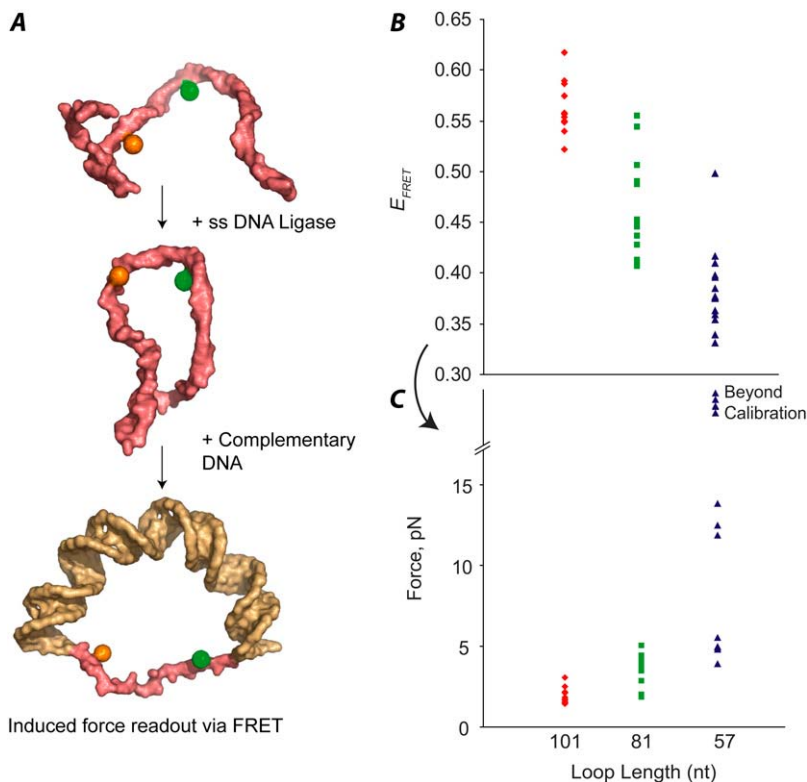 A
+ ss DNA Ligase
+ Complementary
DNA
Induced force readout via FRET
B
0.65
0.60
0.55
0.50
0.45
0.40
0.35
0.30
E_FRET
C
Beyond
Calibration
15
10
5
0
Force, pN
101 81 57
Loop Length (nt)